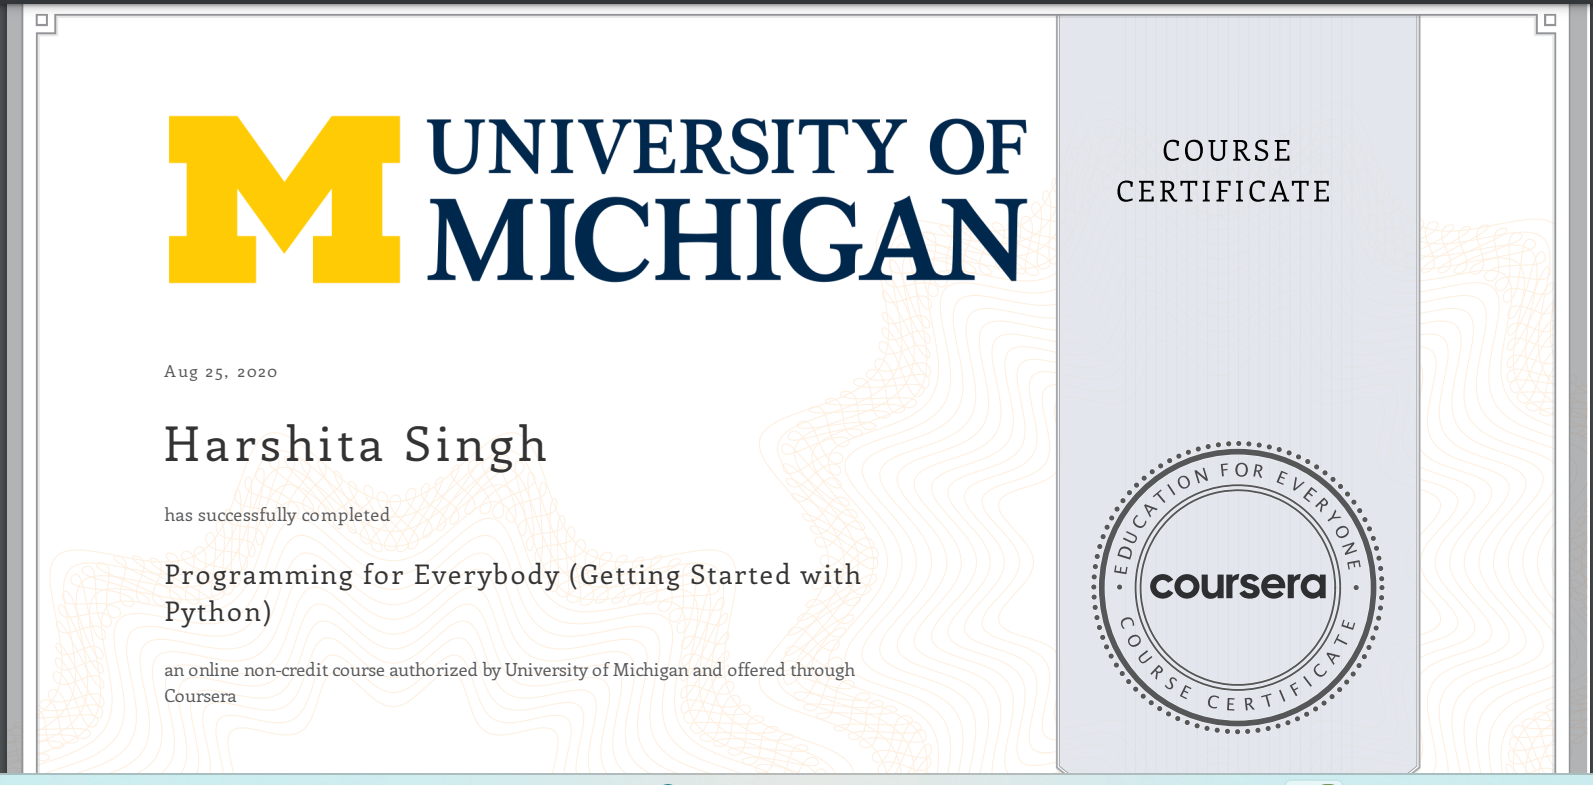 UNIVERSITY OF
MICHIGAN
COURSE
CERTIFICATE
Aug 25, 2020
Harshita Singh
has successfully completed
Programming for Everybody (Getting Started with
Python)
an online non-credit course authorized by University of Michigan and offered through
Coursera
EDUCATION FOR EVERYONE
coursera
COURSE CERTIFICATE